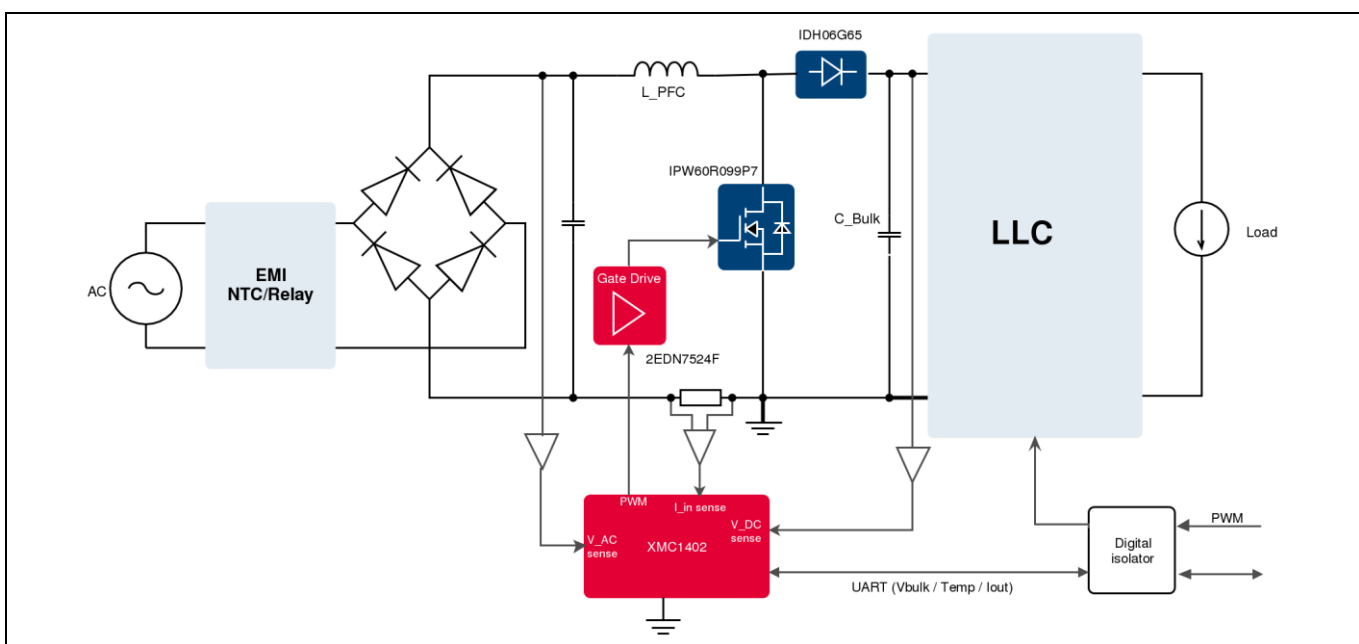 IDH06G65
L_PFC
IPW60R099P7
C_Bulk
LLC
Load
AC
EMI
NTC/Relay
Gate Drive
2EDN7524F
PWM
I_in sense
V_AC
sense
V_DC
sense
XMC1402
PWM
Digital
isolator
UART (Vbulk / Temp / Iout)